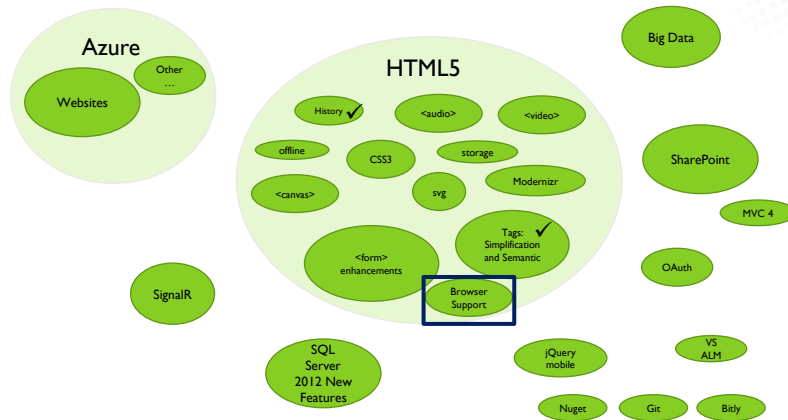 Azure
Other
…
Websites
HTML5
History
<audio>
<video>
offline
CSS3
storage
<canvas>
svg
Modernizr
Tags:
Simplification
and Semantic
<form>
enhancements
Browser
Support
Big Data
SharePoint
MVC 4
OAuth
SignalR
SQL
Server
2012 New
Features
jQuery
mobile
VS
ALM
Nuget
Git
Bitly